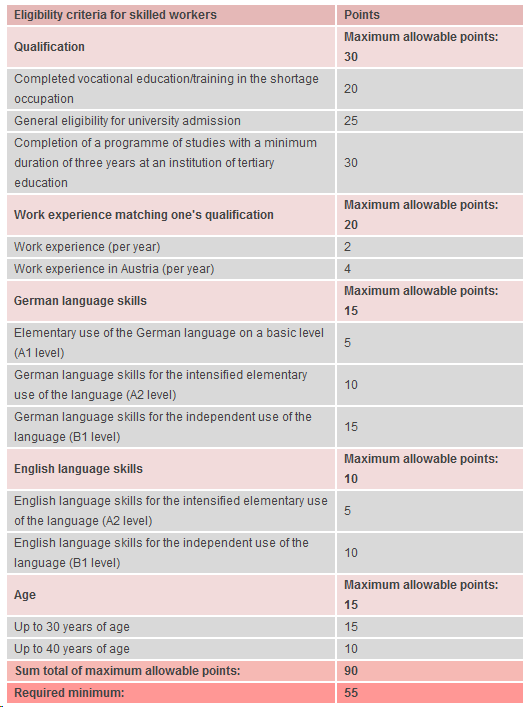 Eligibility criteria for skilled workers Points
Qualification Maximum allowable points:
30
Completed vocational education/training in the shortage
occupation 20
General eligibility for university admission 25
Completion of a programme of studies with a minimum
duration of three years at an institution of tertiary 30
education
Work experience matching one's qualification Maximum allowable points:
20
Work experience (per year) 2
Work experience in Austria (per year) 4
German language skills Maximum allowable points:
15
Elementary use of the German language on a basic level
(A1 level) 5
German language skills for the intensified elementary
use of the language (A2 level) 10
German language skills for the independent use of the
language (B1 level) 15
English language skills Maximum allowable points:
10
English language skills for the intensified elementary use
of the language (A2 level) 5
English language skills for the independent use of the
language (B1 level) 10
Age Maximum allowable points:
15
Up to 30 years of age 15
Up to 40 years of age 10
Sum total of maximum allowable points: 90
Required minimum: 55